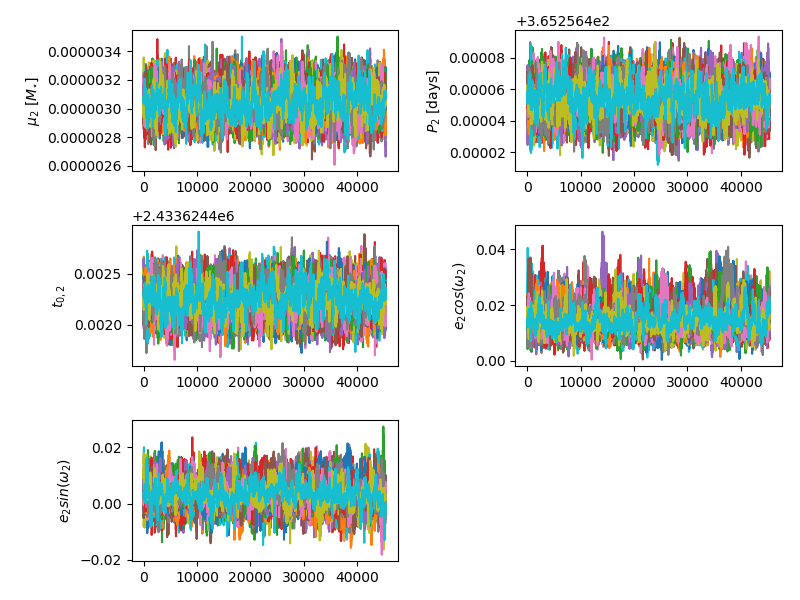 +3.652564e2
μ₂ [M⋆]
0.0000034
0.0000032
0.0000030
0.0000028
0.0000026
0 10000 20000 30000 40000
P₂ [days]
0.00008
0.00006
0.00004
0.00002
0 10000 20000 30000 40000
+2.4336244e6
t₀,₂
0.0025
0.0020
0 10000 20000 30000 40000
e₂cos(ω₂)
0.04
0.02
0.00
0 10000 20000 30000 40000
e₂sin(ω₂)
0.02
0.00
−0.02
0 10000 20000 30000 40000